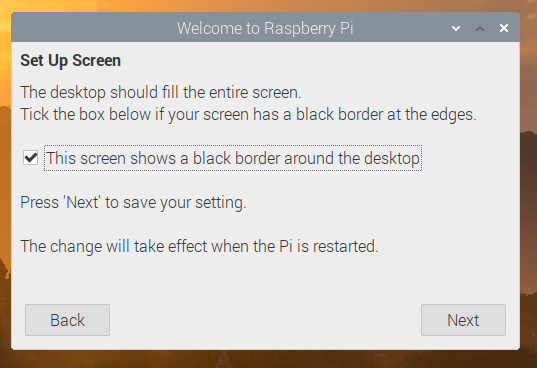 Welcome to Raspberry Pi
Set Up Screen
The desktop should fill the entire screen.
Tick the box below if your screen has a black border at the edges.
This screen shows a black border around the desktop
Press 'Next' to save your setting.
The change will take effect when the Pi is restarted.
Back
Next